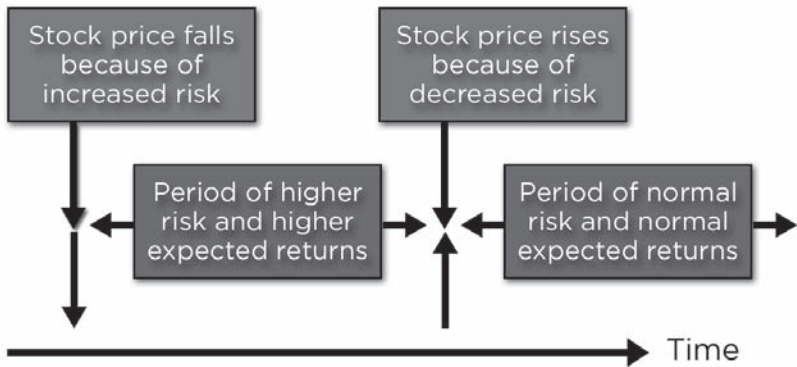 Stock price falls
because of
increased risk
Stock price rises
because of
decreased risk
Period of higher
risk and higher
expected returns
Period of normal
risk and normal
expected returns
Time